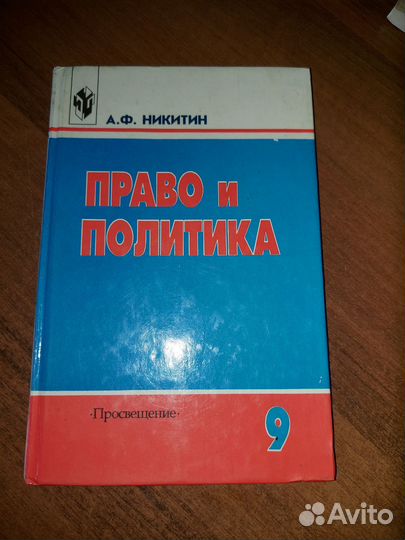 А.Ф. НИКИТИН
ПРАВО и
ПОЛИТИКА
·Просвещение·
9
Avito